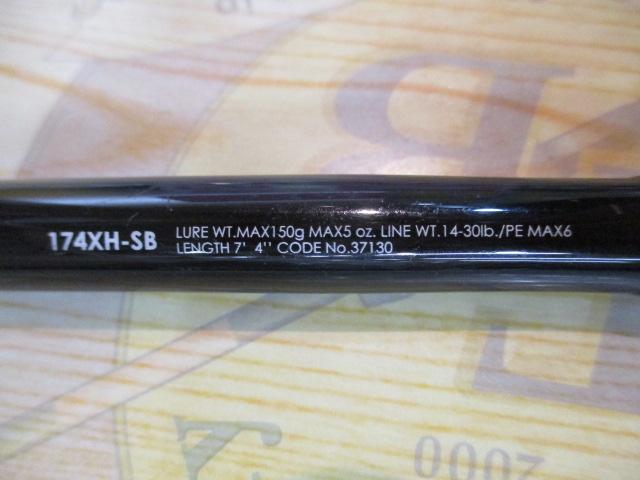 174XH-SB
LURE WT.MAX150g MAX5 oz. LINE WT.14-30lb./PE MAX6
LENGTH 7' 4'' CODE No.37130
2000